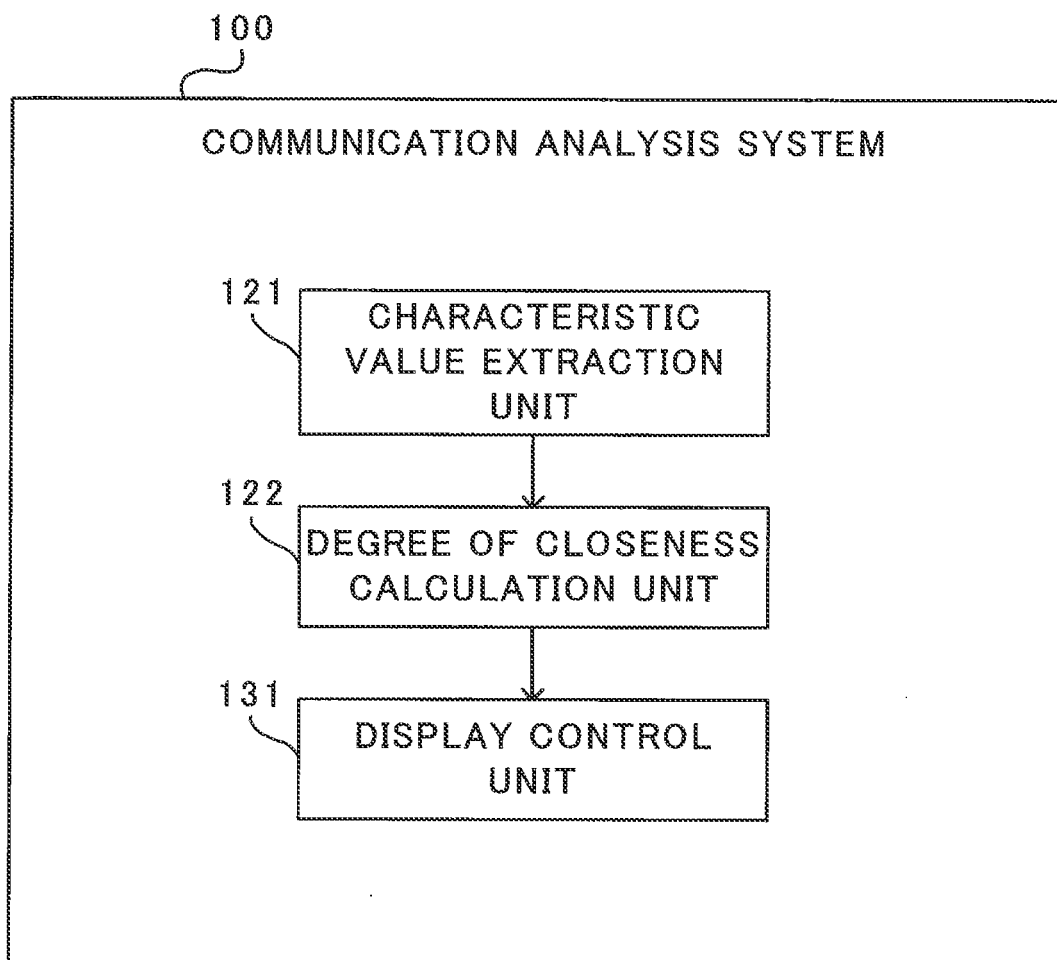 100
COMMUNICATION ANALYSIS SYSTEM
121
CHARACTERISTIC
VALUE EXTRACTION
UNIT
122
DEGREE OF CLOSENESS
CALCULATION UNIT
131
DISPLAY CONTROL
UNIT